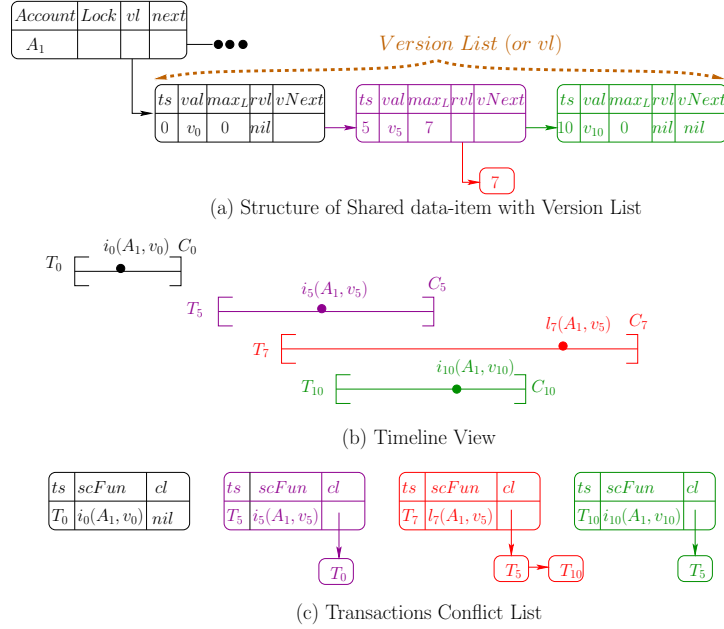 Account Lock vl next
A₁
Version List (or vl)
ts val max_L rvl vNext
0 v₀ 0 nil
ts val max_L rvl vNext
5 v₅ 7
ts val max_L rvl vNext
10 v₁₀ 0 nil nil
7
(a) Structure of Shared data-item with Version List
T₀ i₀(A₁, v₀) C₀
T₅ i₅(A₁, v₅) C₅
T₇ l₇(A₁, v₅) C₇
T₁₀ i₁₀(A₁, v₁₀) C₁₀
(b) Timeline View
ts scFun cl
T₀ i₀(A₁, v₀) nil
ts scFun cl
T₅ i₅(A₁, v₅)
T₀
ts scFun cl
T₇ l₇(A₁, v₅)
T₅ T₁₀
ts scFun cl
T₁₀ i₁₀(A₁, v₁₀)
T₅
(c) Transactions Conflict List